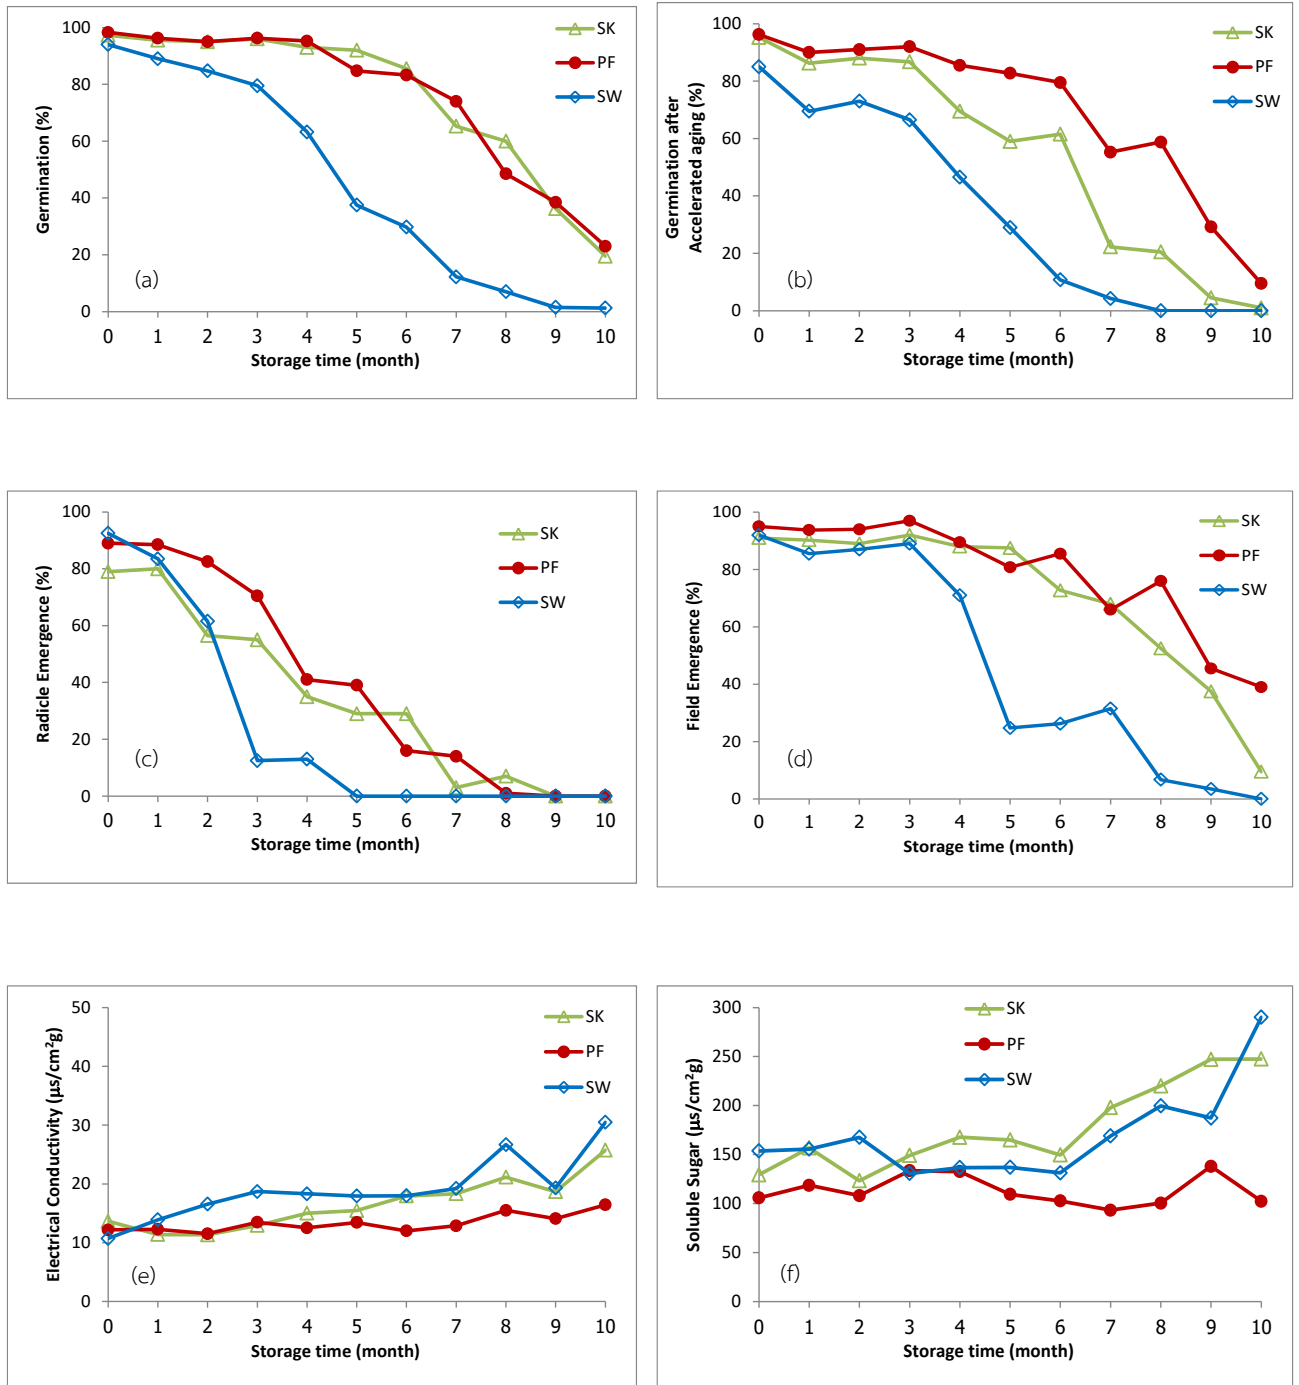 100
80
60
40
20
0
Germination (%)
SK
PF
SW
(a)
0 1 2 3 4 5 6 7 8 9 10
Storage time (month)
100
80
60
40
20
0
Germination after
Accelerated aging (%)
SK
PF
SW
(b)
0 1 2 3 4 5 6 7 8 9 10
Storage time (month)
100
80
60
40
20
0
Radicle Emergence (%)
SK
PF
SW
(c)
0 1 2 3 4 5 6 7 8 9 10
Storage time (month)
100
80
60
40
20
0
Field Emergence (%)
SK
PF
SW
(d)
0 1 2 3 4 5 6 7 8 9 10
Storage time (month)
50
40
30
20
10
0
Electrical Conductivity (µs/cm²g)
SK
PF
SW
(e)
0 1 2 3 4 5 6 7 8 9 10
Storage time (month)
300
250
200
150
100
50
0
Soluble Sugar (µs/cm²g)
SK
PF
SW
(f)
0 1 2 3 4 5 6 7 8 9 10
Storage time (month)